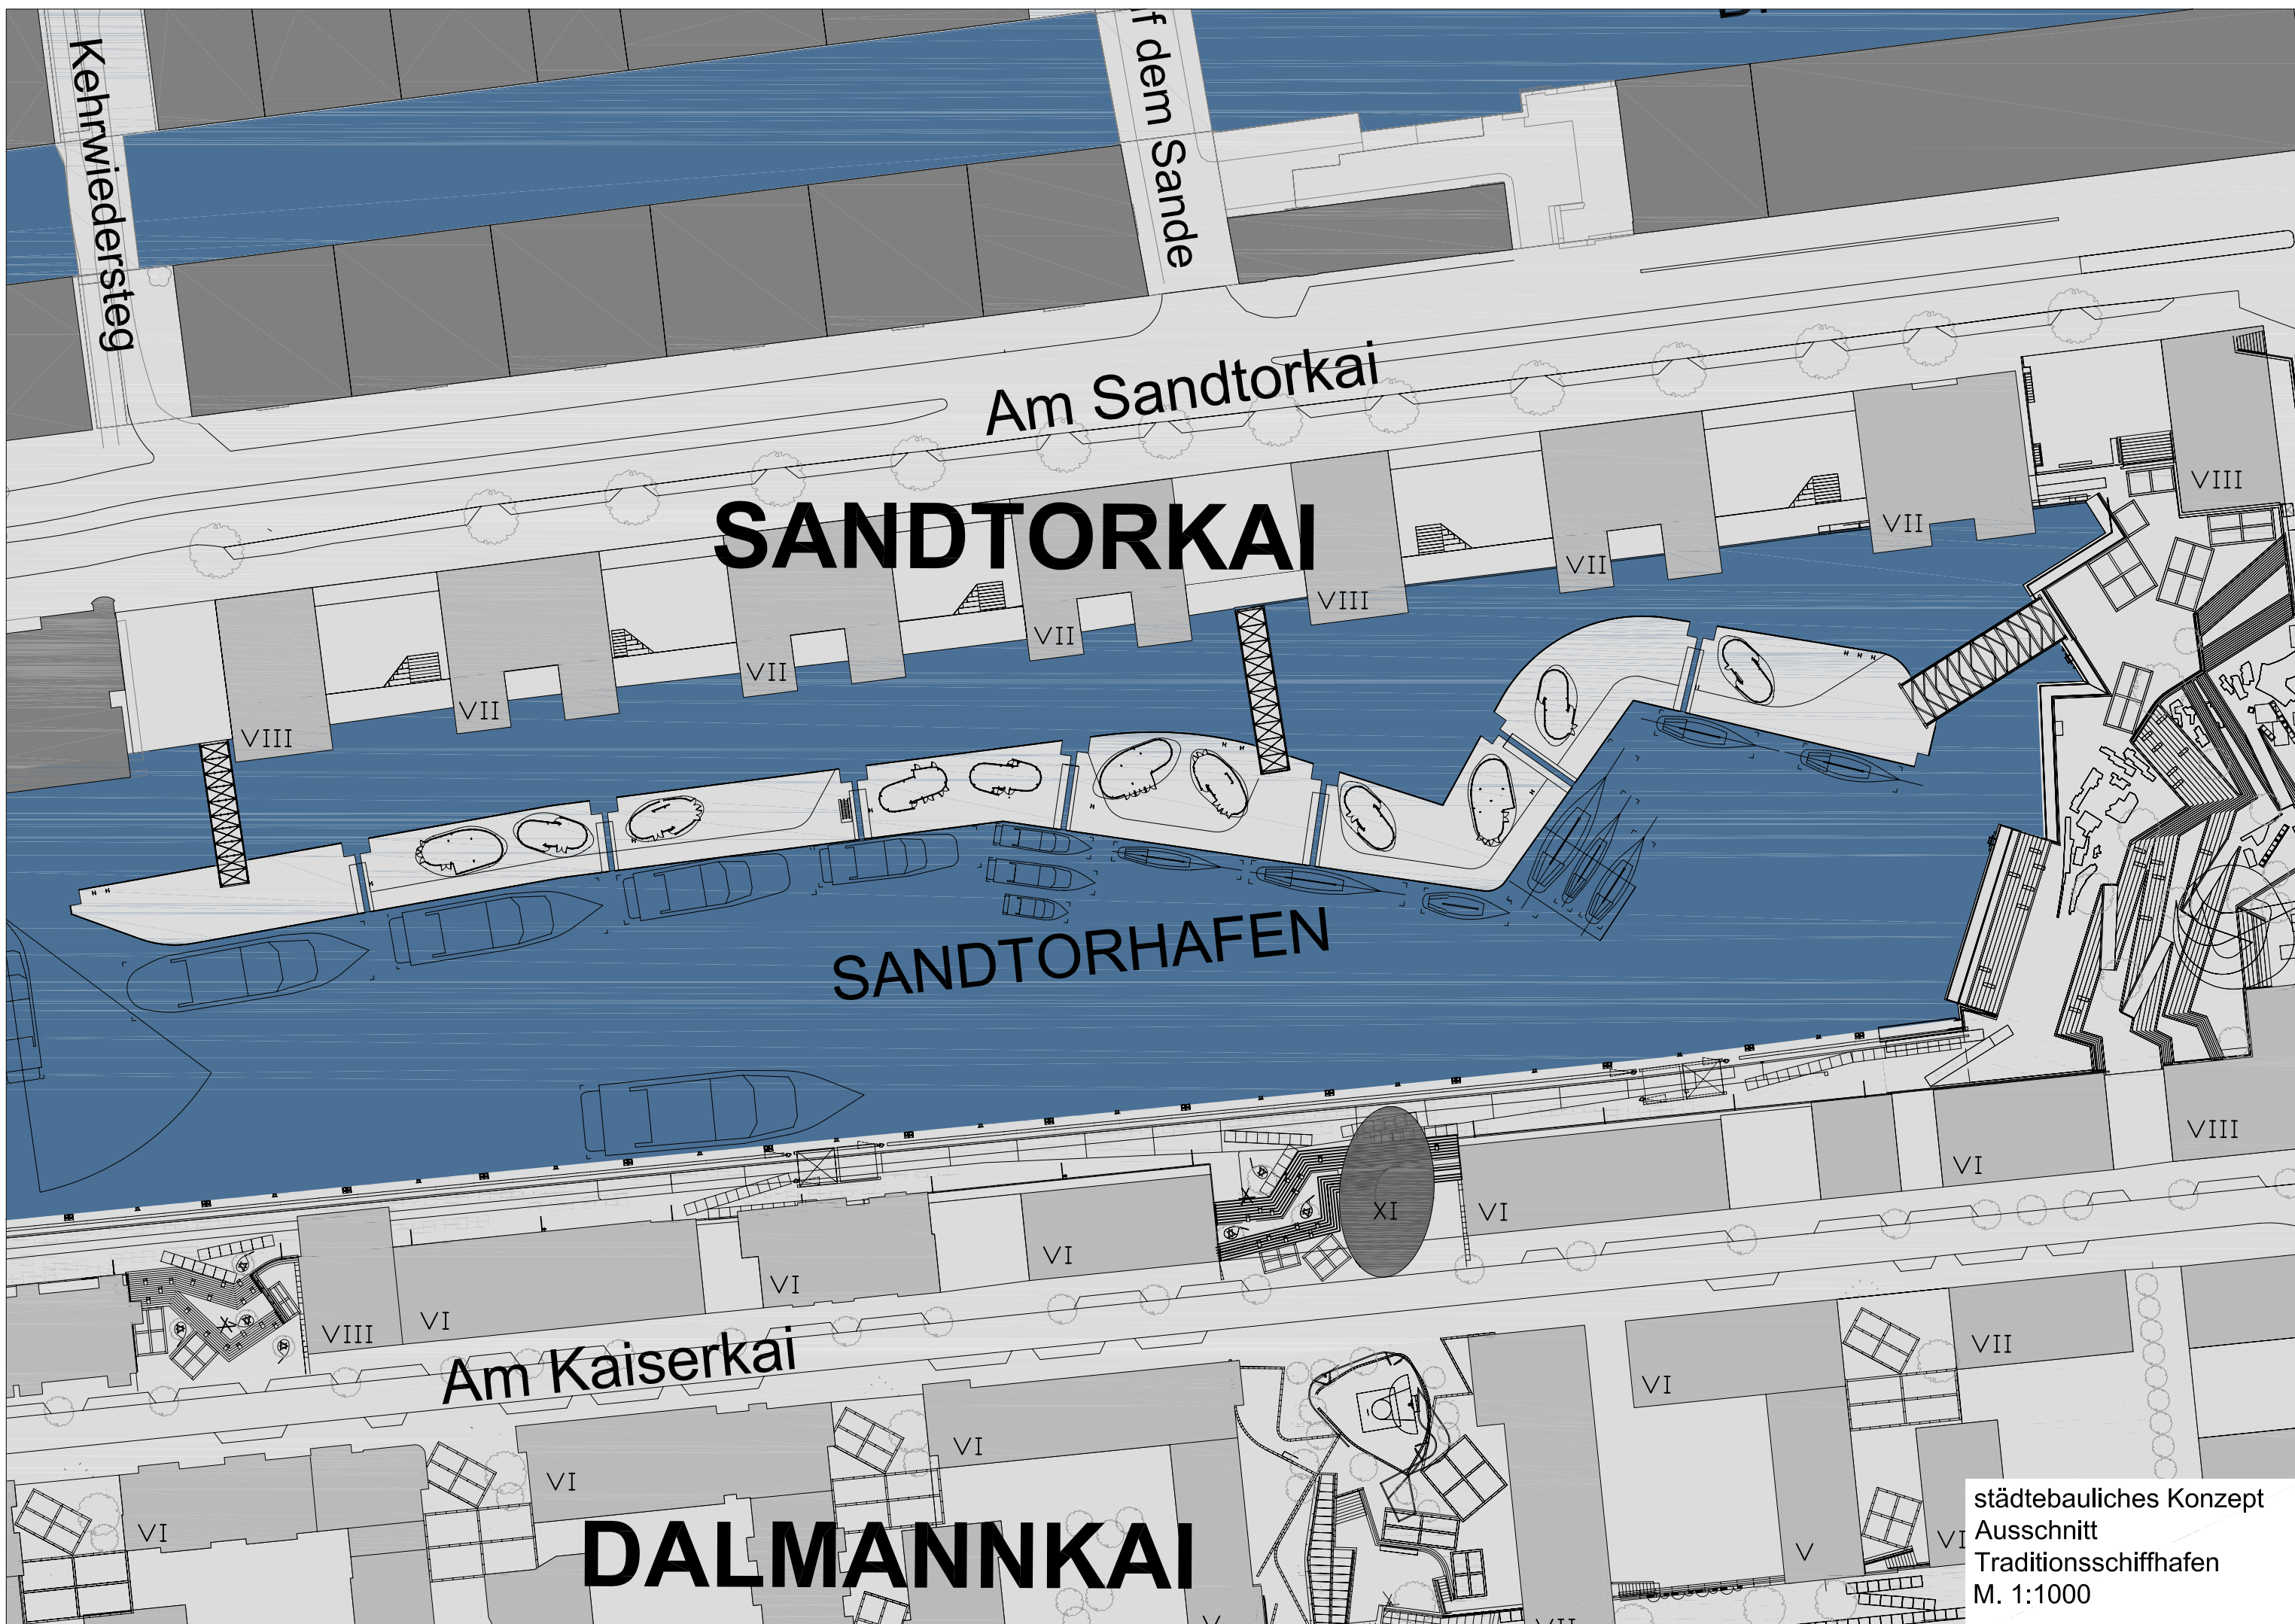 Kehrwiedersteg
f dem Sande
Am Sandtorkai
SANDTORKAI
VIII
VII
VII
VIII
VII
VII
VII
VIII
SANDTORHAFEN
VIII
VI
XI
VI
VI
VI
VI
VIII
Am Kaiserkai
VII
VI
VI
VI
VI
DALMANNKAI
V
VI
V
VII
städtebauliches Konzept
Ausschnitt
Traditionsschiffhafen
M. 1:1000